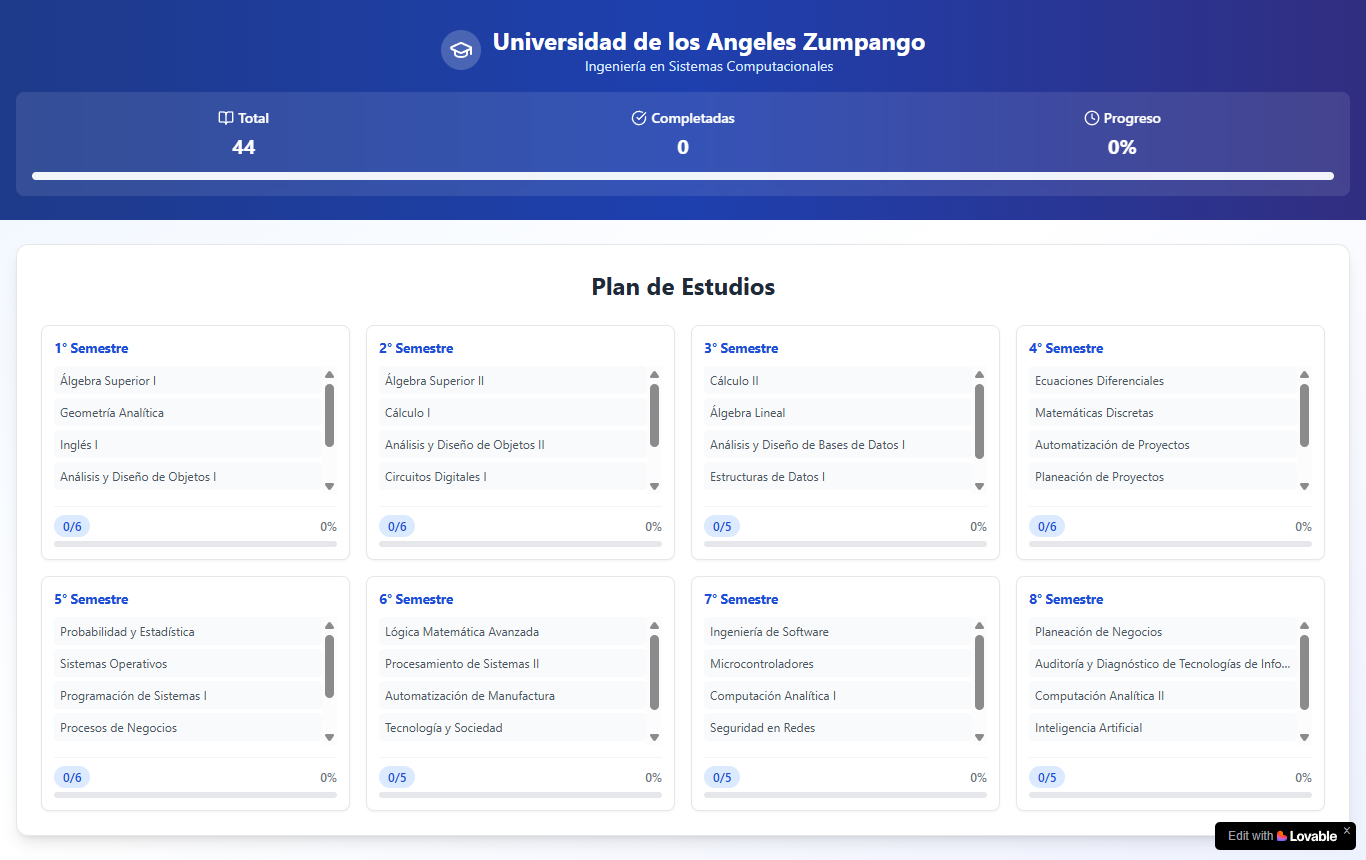 Universidad de los Angeles Zumpango
Ingeniería en Sistemas Computacionales
Total
44
Completadas
0
Progreso
0%
Plan de Estudios
1° Semestre
Álgebra Superior I
Geometría Analítica
Inglés I
Análisis y Diseño de Objetos I
0/6
0%
2° Semestre
Álgebra Superior II
Cálculo I
Análisis y Diseño de Objetos II
Circuitos Digitales I
0/6
0%
3° Semestre
Cálculo II
Álgebra Lineal
Análisis y Diseño de Bases de Datos I
Estructuras de Datos I
0/5
0%
4° Semestre
Ecuaciones Diferenciales
Matemáticas Discretas
Automatización de Proyectos
Planeación de Proyectos
0/6
0%
5° Semestre
Probabilidad y Estadística
Sistemas Operativos
Programación de Sistemas I
Procesos de Negocios
0/6
0%
6° Semestre
Lógica Matemática Avanzada
Procesamiento de Sistemas II
Automatización de Manufactura
Tecnología y Sociedad
0/5
0%
7° Semestre
Ingeniería de Software
Microcontroladores
Computación Analítica I
Seguridad en Redes
0/5
0%
8° Semestre
Planeación de Negocios
Auditoría y Diagnóstico de Tecnologías de Info...
Computación Analítica II
Inteligencia Artificial
0/5
0%
Edit with Lovable x